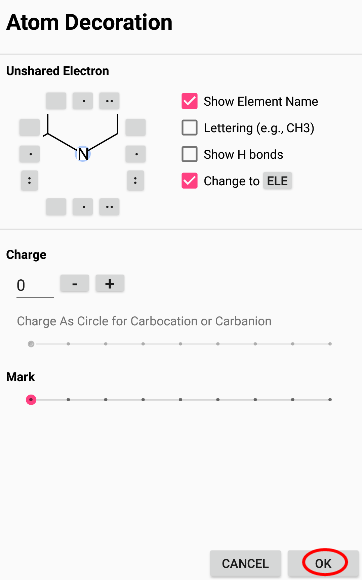 Atom Decoration
Unshared Electron
Show Element Name
Lettering (e.g., CH3)
Show H bonds
Change to ELE
N
Charge
0 - +
Charge As Circle for Carbocation or Carbanion
Mark
CANCEL OK